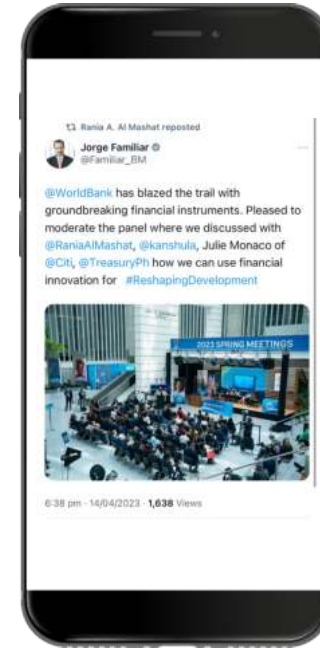 Rania A. Al Mashat reposted
Jorge Familiar
@Familiar_BM
@WorldBank has blazed the trail with
groundbreaking financial instruments. Pleased to
moderate the panel where we discussed with
@RaniaAlMashat, @kanshula, Julie Monaco of
@Citi, @TreasuryPh how we can use financial
innovation for #ReshapingDevelopment
2023 SPRING MEETINGS
6:38 pm · 14/04/2023 · 1,638 Views